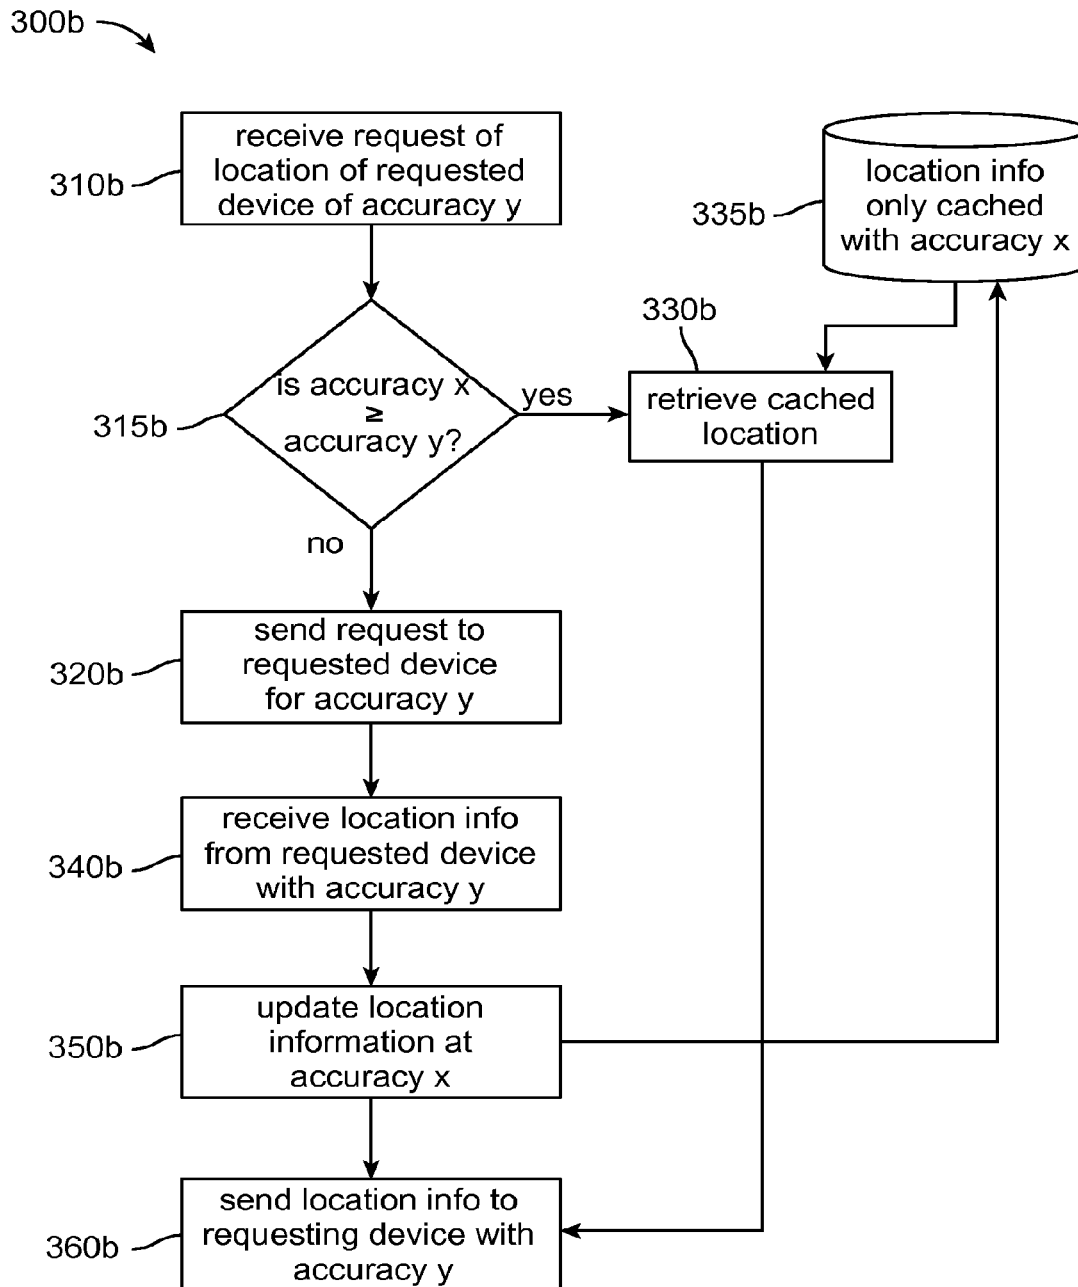 300b
receive request of
location of requested
device of accuracy y
310b
location info
only cached
with accuracy x
335b
330b
is accuracy x
≥
accuracy y?
315b
yes
retrieve cached
location
no
send request to
requested device
for accuracy y
320b
receive location info
from requested device
with accuracy y
340b
update location
information at
accuracy x
350b
send location info to
requesting device with
accuracy y
360b